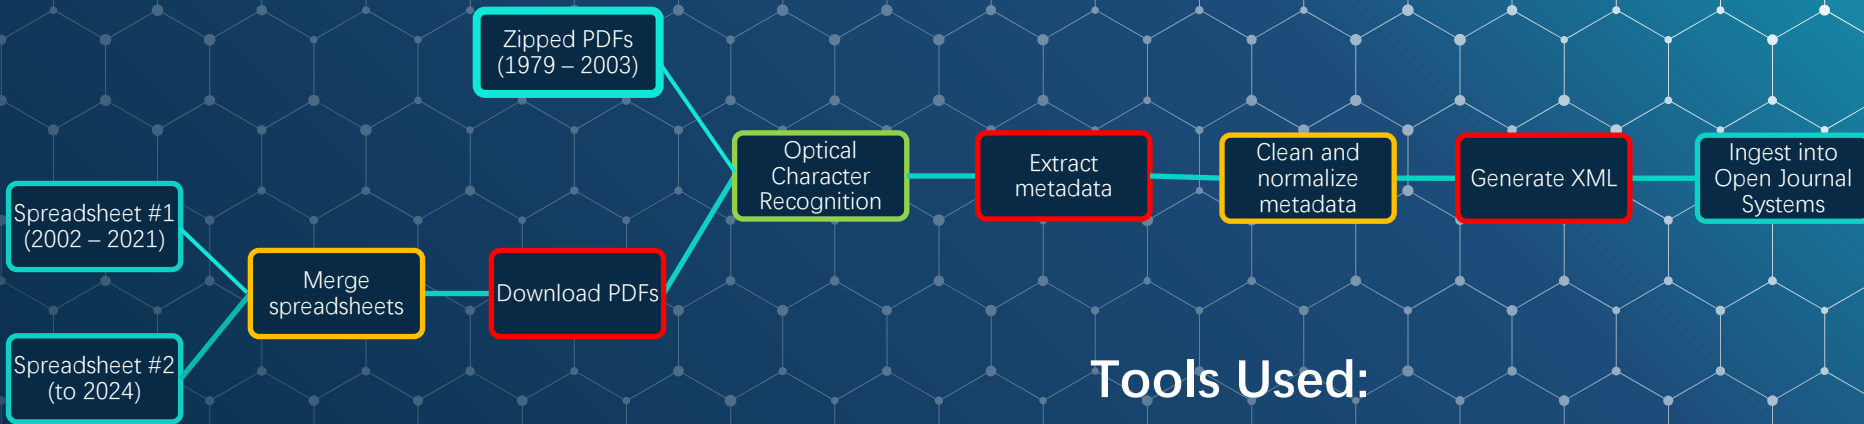 Zipped PDFs
(1979 – 2003)
Spreadsheet #1
(2002 – 2021)
Spreadsheet #2
(to 2024)
Merge
spreadsheets
Download PDFs
Optical
Character
Recognition
Extract
metadata
Clean and
normalize
metadata
Generate XML
Ingest into
Open Journal
Systems
Tools Used: